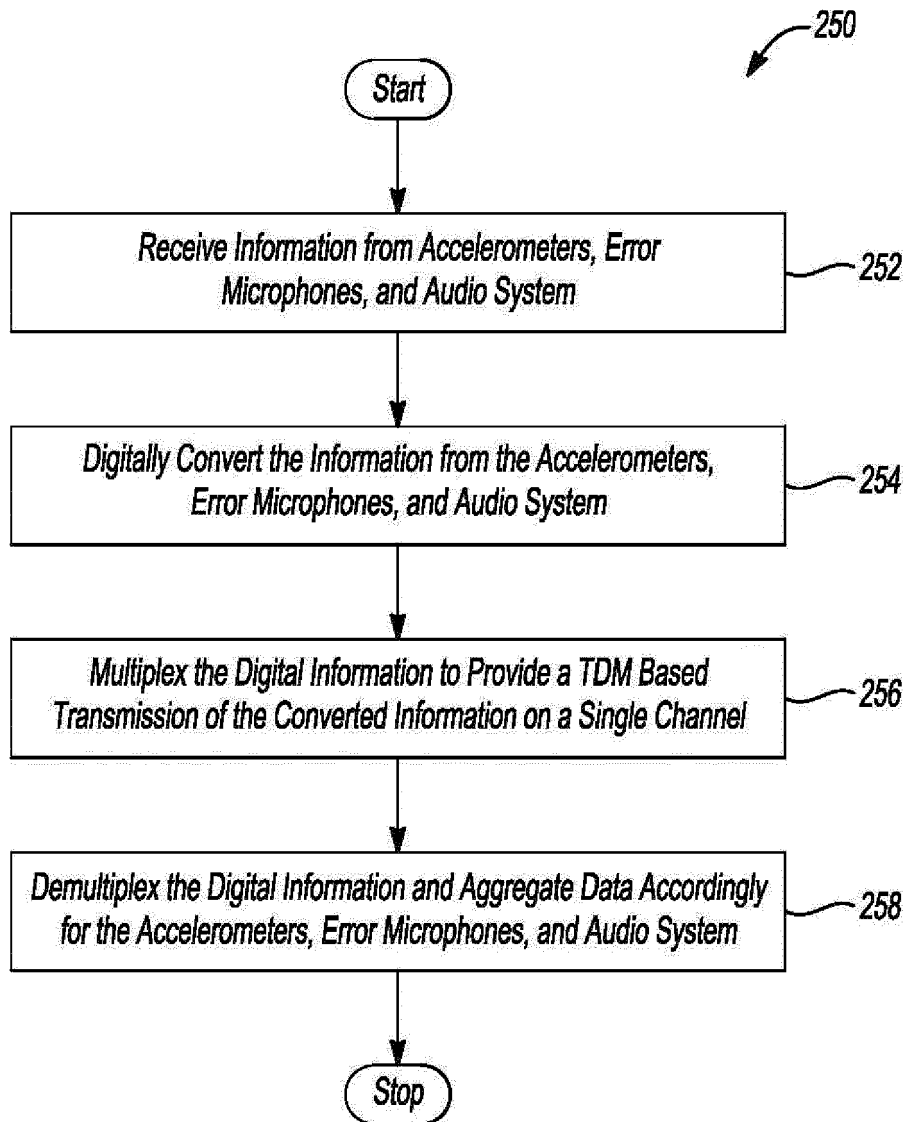 250
Start
Receive Information from Accelerometers, Error
Microphones, and Audio System
252
Digitally Convert the Information from the Accelerometers,
Error Microphones, and Audio System
254
Multiplex the Digital Information to Provide a TDM Based
Transmission of the Converted Information on a Single Channel
256
Demultiplex the Digital Information and Aggregate Data Accordingly
for the Accelerometers, Error Microphones, and Audio System
258
Stop